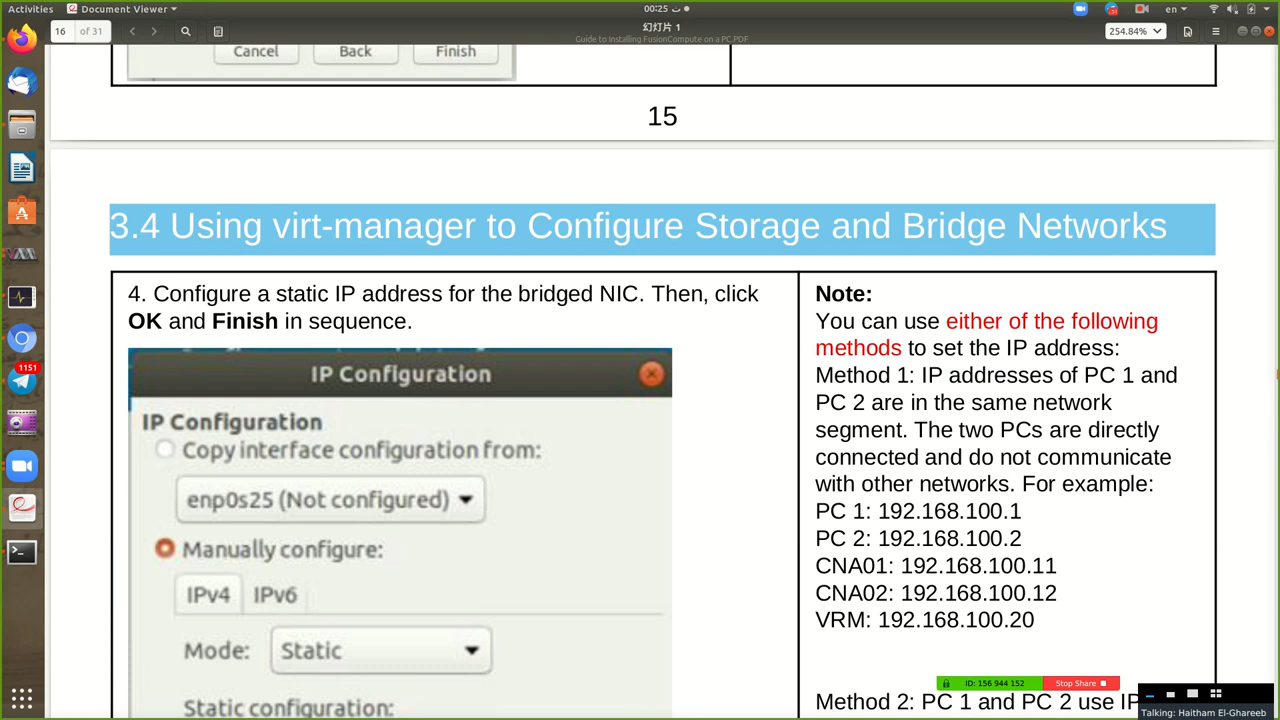 Activities
Document Viewer
00:25 ت
en
16
of 31
幻灯片 1
Guide to Installing FusionCompute on a PC.PDF
254.84%
Cancel
Back
Finish
15
3.4 Using virt-manager to Configure Storage and Bridge Networks
4. Configure a static IP address for the bridged NIC. Then, click
OK and Finish in sequence.
IP Configuration
IP Configuration
Copy interface configuration from:
enp0s25 (Not configured)
Manually configure:
IPv4
IPv6
Mode:
Static
Static configuration:
Note:
You can use either of the following
methods to set the IP address:
Method 1: IP addresses of PC 1 and
PC 2 are in the same network
segment. The two PCs are directly
connected and do not communicate
with other networks. For example:
PC 1: 192.168.100.1
PC 2: 192.168.100.2
CNA01: 192.168.100.11
CNA02: 192.168.100.12
VRM: 192.168.100.20
Method 2: PC 1 and PC 2 use IP
1151
ID: 156 944 152
Stop Share
Talking: Haitham El-Ghareeb